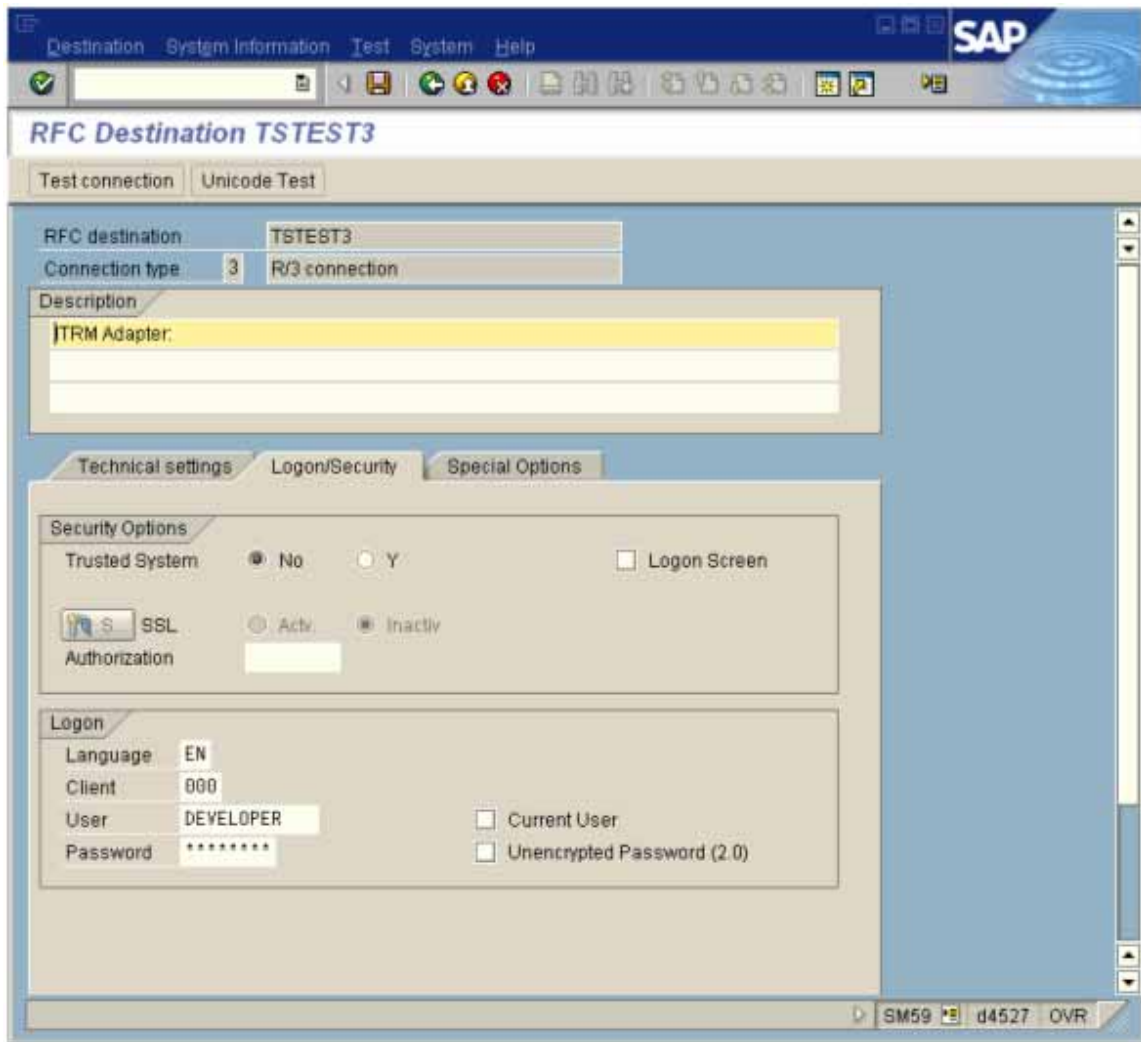 Destination System Information Test System Help
SAP
RFC Destination TSTEST3
Test connection Unicode Test
RFC destination TSTEST3
Connection type 3 R/3 connection
Description
ITRM Adapter:
Technical settings Logon/Security Special Options
Security Options
Trusted System No Y Logon Screen
S... SSL Activ. Inactiv
Authorization
Logon
Language EN
Client 000
User DEVELOPER Current User
Password ******** Unencrypted Password (2.0)
SM59 d4527 OVR